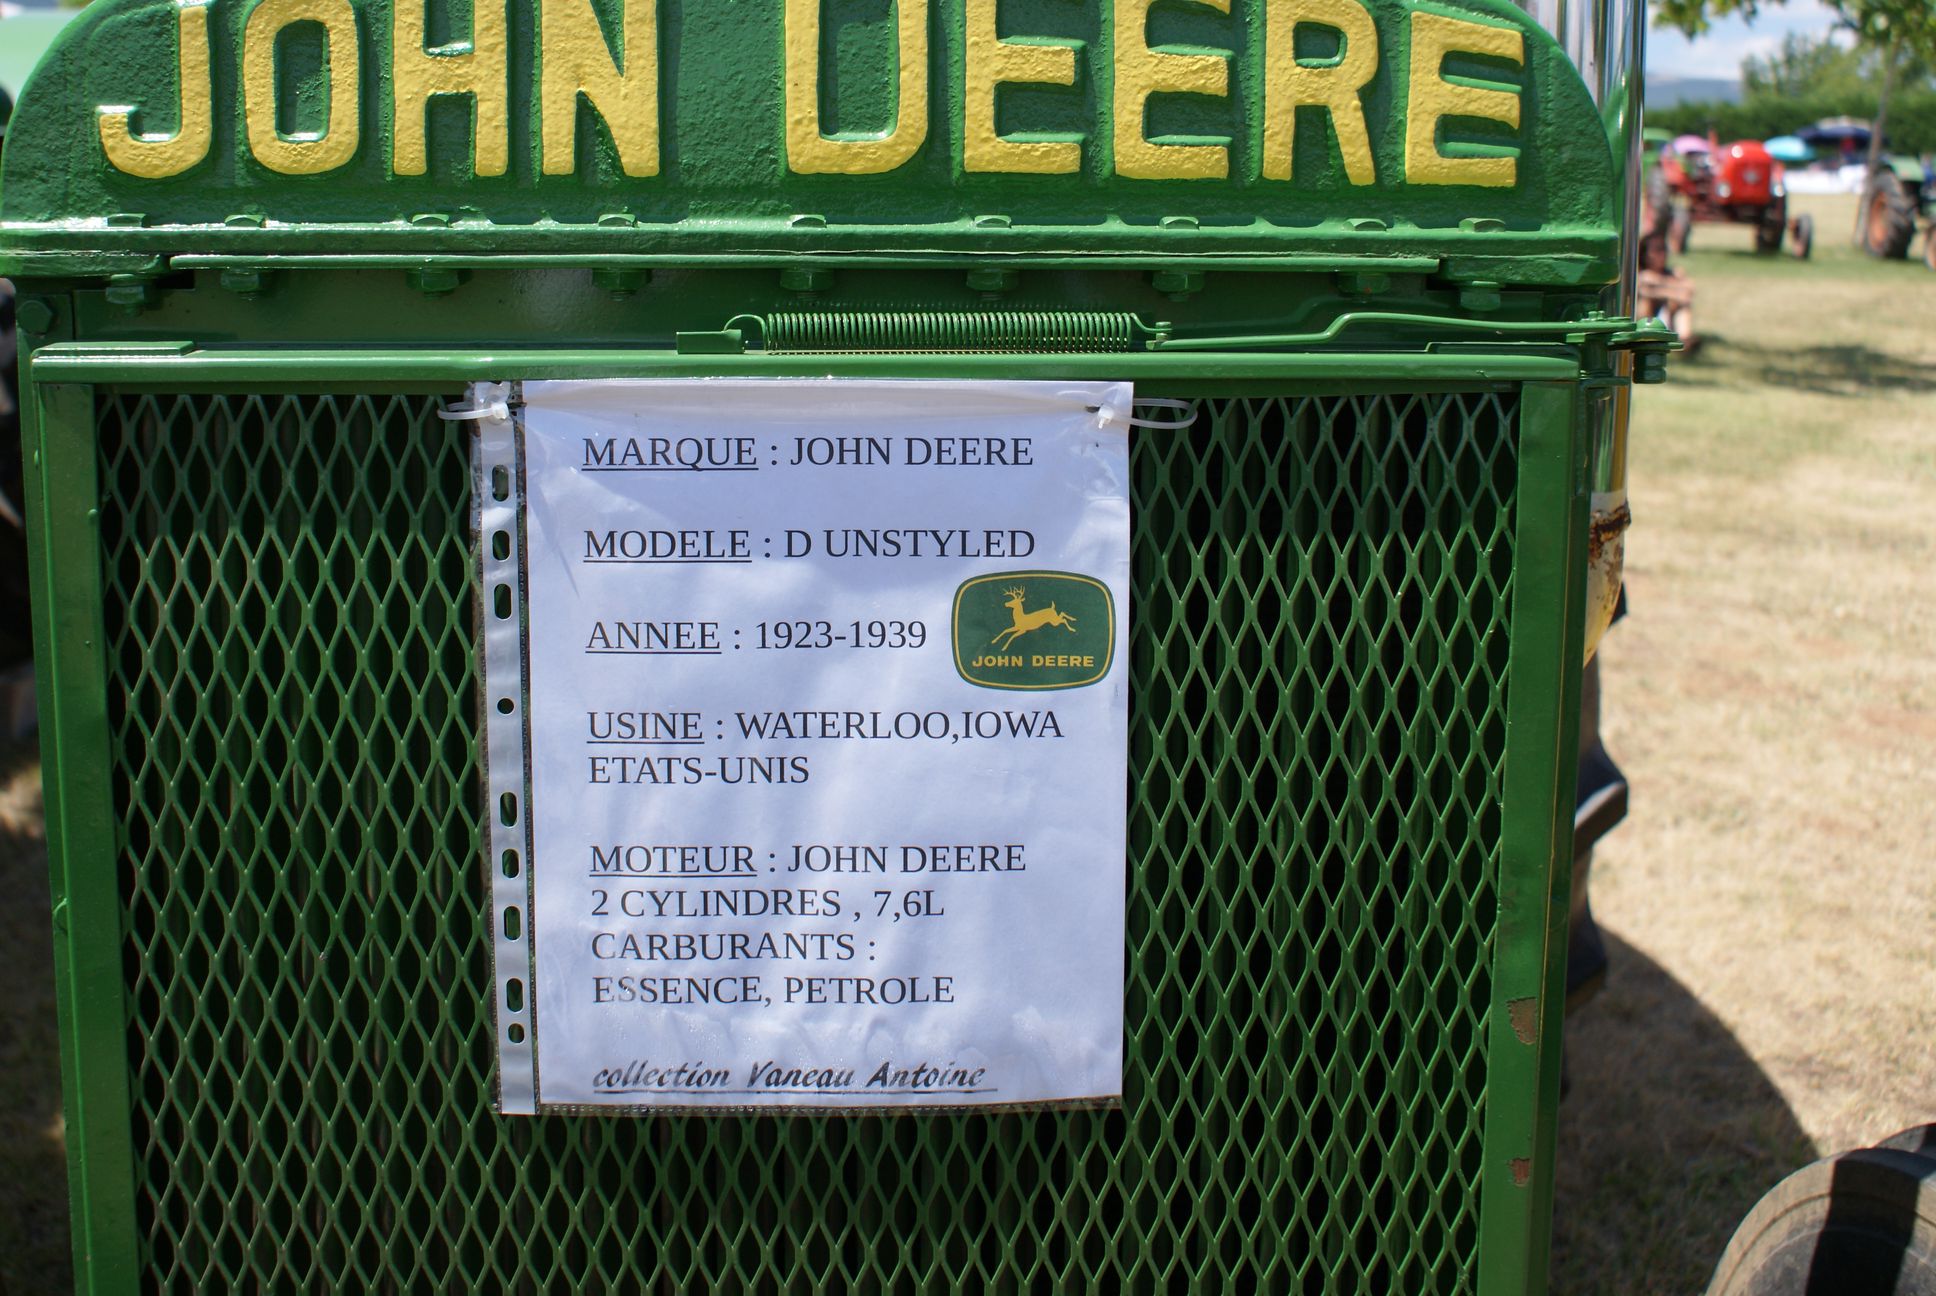 JOHN DEERE
MARQUE : JOHN DEERE
MODELE : D UNSTYLED
ANNEE : 1923-1939
JOHN DEERE
USINE : WATERLOO,IOWA
ETATS-UNIS
MOTEUR : JOHN DEERE
2 CYLINDRES , 7,6L
CARBURANTS :
ESSENCE, PETROLE
collection Vaneau Antoine